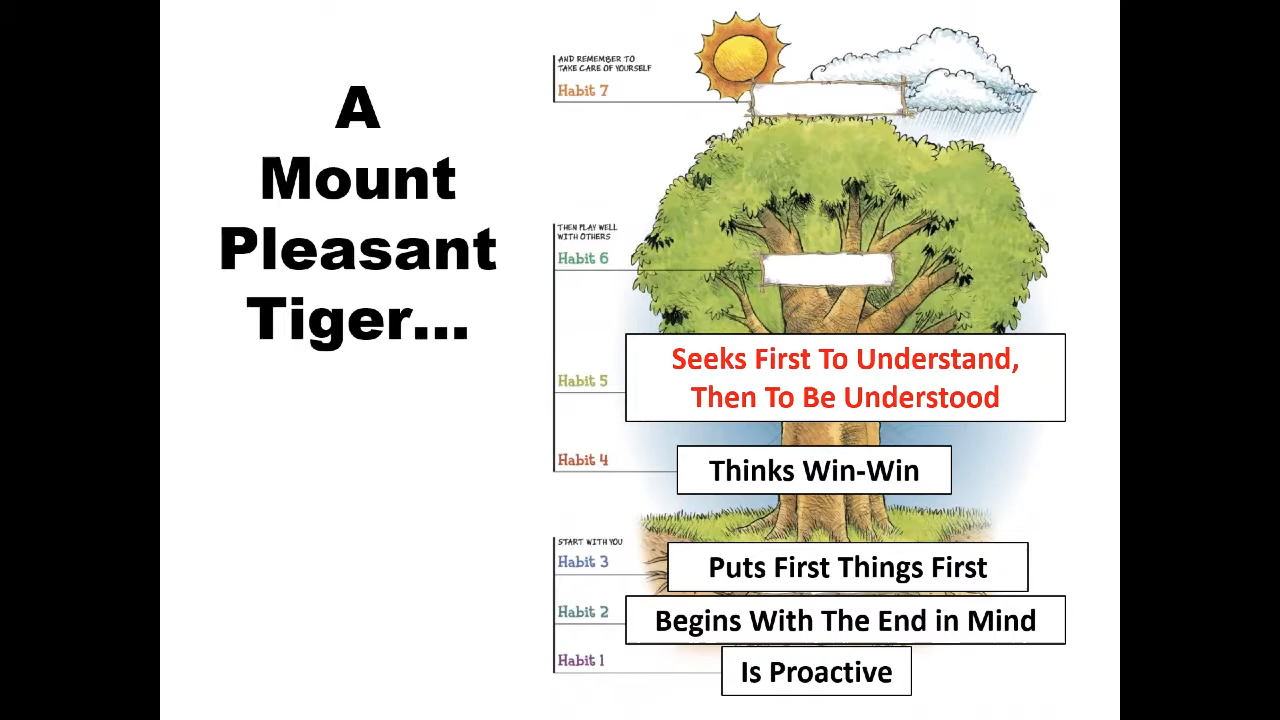 A
Mount
Pleasant
Tiger...
AND REMEMBER TO
TAKE CARE OF YOURSELF
Habit 7
THEN PLAY WELL
WITH OTHERS
Habit 6
Habit 5
Seeks First To Understand,
Then To Be Understood
Habit 4
Thinks Win-Win
START WITH YOU
Habit 3
Puts First Things First
Habit 2
Begins With The End in Mind
Habit 1
Is Proactive